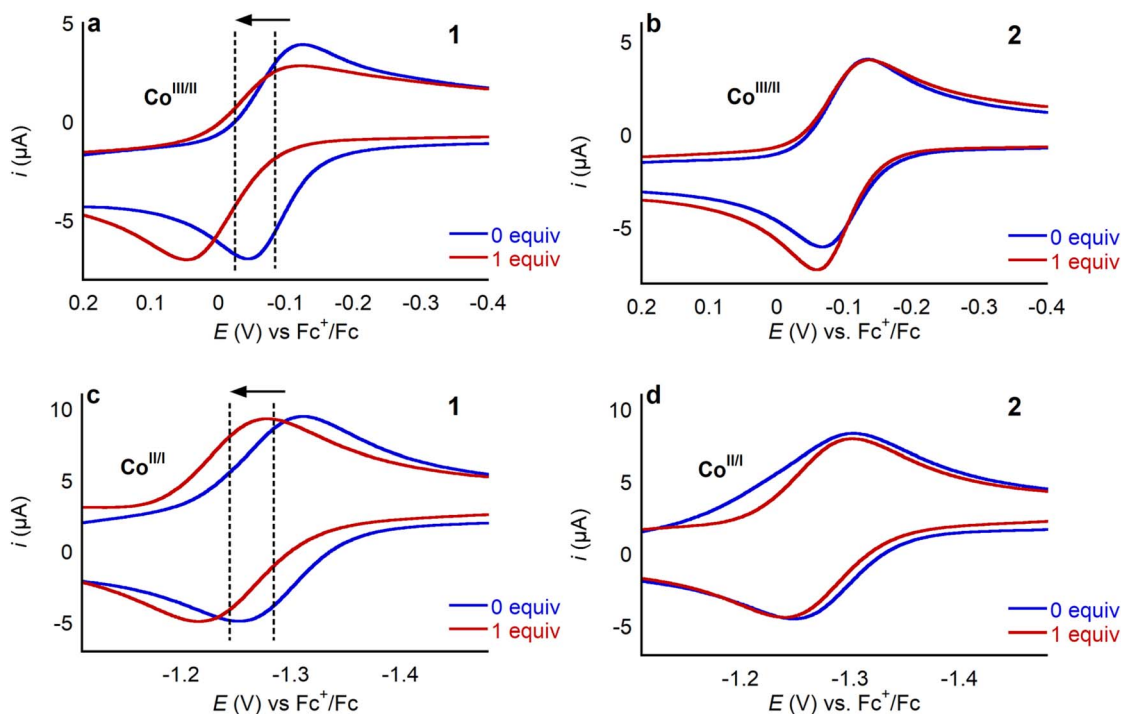 a
1
5
Co^III/II
0
i (µA)
-5
0 equiv
1 equiv
0.2 0.1 0 -0.1 -0.2 -0.3 -0.4
E (V) vs Fc⁺/Fc
b
2
5
Co^III/II
0
i (µA)
-5
0 equiv
1 equiv
0.2 0.1 0 -0.1 -0.2 -0.3 -0.4
E (V) vs. Fc⁺/Fc
c
1
10
Co^II/I
5
i (µA)
0
-5
0 equiv
1 equiv
-1.2 -1.3 -1.4
E (V) vs Fc⁺/Fc
d
2
10
Co^II/I
5
i (µA)
0
-5
0 equiv
1 equiv
-1.2 -1.3 -1.4
E (V) vs. Fc⁺/Fc